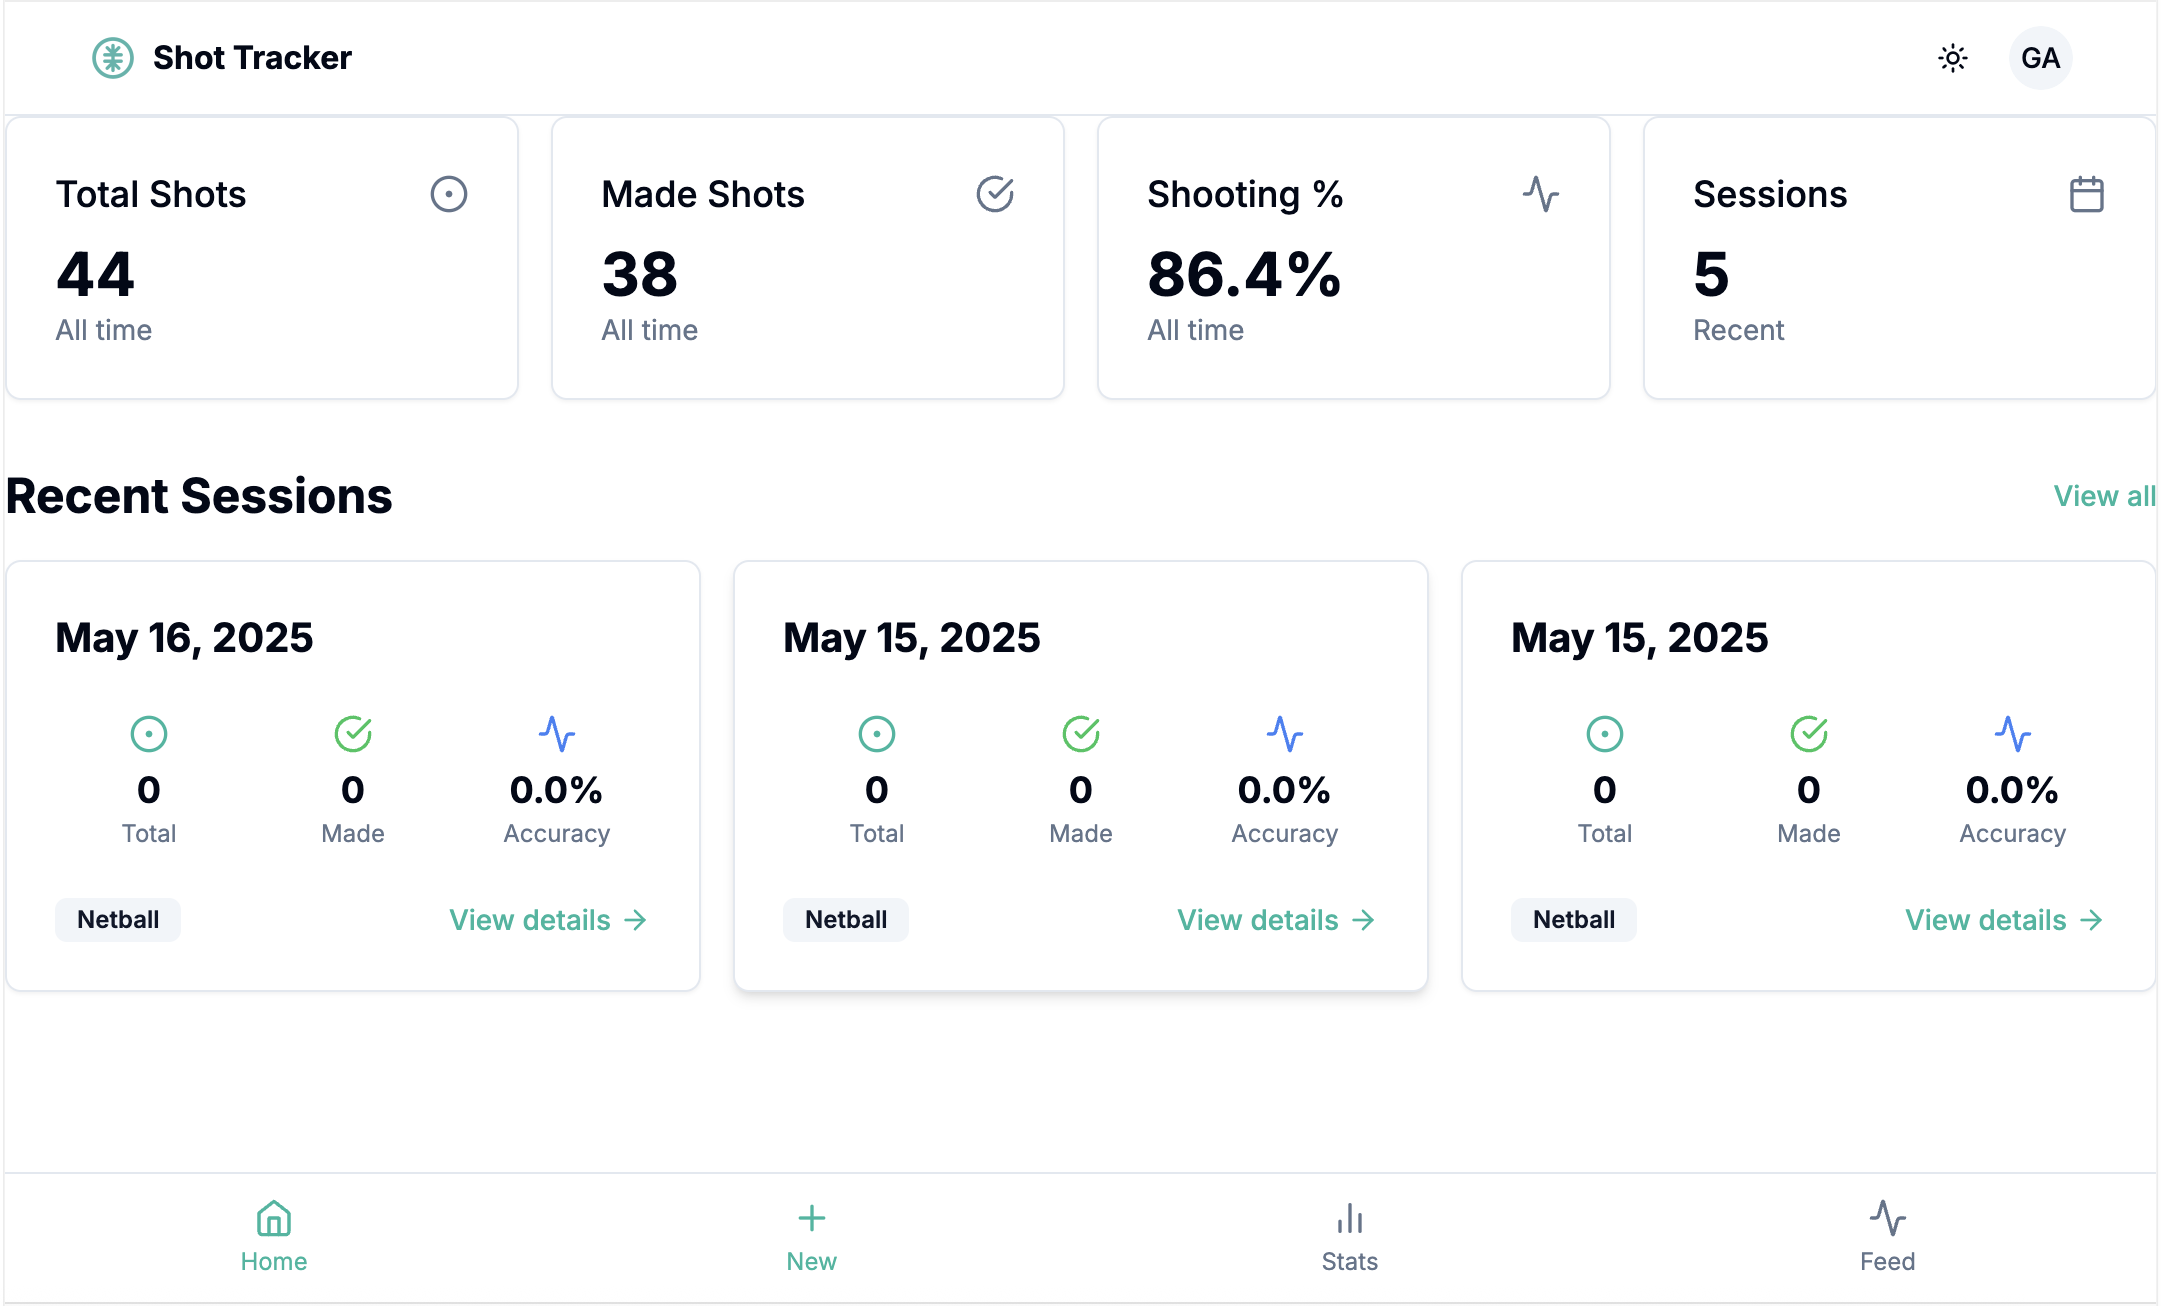 Shot Tracker
GA
Total Shots
44
All time
Made Shots
38
All time
Shooting %
86.4%
All time
Sessions
5
Recent
Recent Sessions
View all
May 16, 2025
0
Total
0
Made
0.0%
Accuracy
Netball
View details
May 15, 2025
0
Total
0
Made
0.0%
Accuracy
Netball
View details
May 15, 2025
0
Total
0
Made
0.0%
Accuracy
Netball
View details
Home
New
Stats
Feed